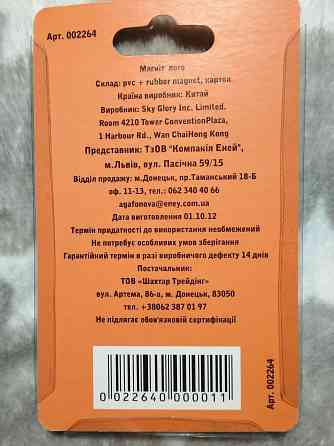 Арт. 002264
Магніт лого
Склад: pvc + rubber magnet, картон
Країна виробник: Китай
Виробник: Sky Glory Inc. Limited.
Room 4210 Tower ConventionPlaza,
1 Harbour Rd., Wan ChaiHong Kong
Представник: ТзОВ "Компанія Еней",
м.Львів, вул. Пасічна 59/15
Відділ продажу: м.Донецьк, пр.Таманський 18-Б
оф. 11-13, тел.: 062 340 40 66
agafonova@eney.com.ua
Дата виготовлення 01.10.12
Термін придатності до використання необмежений
Не потребує особливих умов зберігання
Гарантійний термін в разі виробничого дефекту 14 днів
Постачальник:
ТОВ «Шахтар Трейдінг»
вул. Артема, 86-а, м. Донецьк, 83050
тел., +38062 387 01 97
Не підлягає обов'язковій сертифікації
0 022640 000011
Арт. 002264